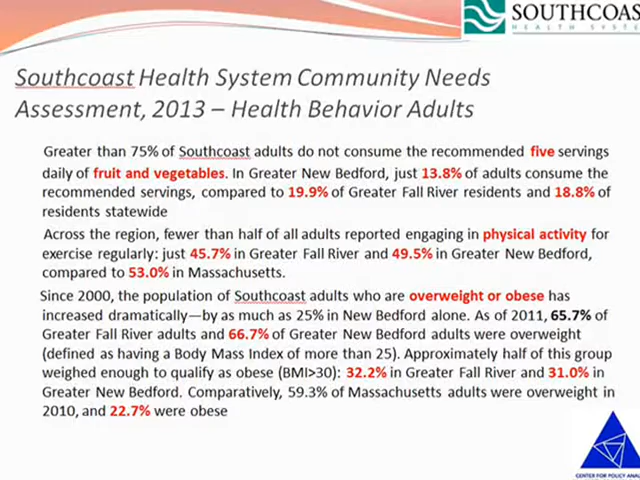 SOUTHCOAS
HEALTH SYSTEM
Southcoast Health System Community Needs
Assessment, 2013 – Health Behavior Adults
Greater than 75% of Southcoast adults do not consume the recommended five servings
daily of fruit and vegetables. In Greater New Bedford, just 13.8% of adults consume the
recommended servings, compared to 19.9% of Greater Fall River residents and 18.8% of
residents statewide
Across the region, fewer than half of all adults reported engaging in physical activity for
exercise regularly: just 45.7% in Greater Fall River and 49.5% in Greater New Bedford,
compared to 53.0% in Massachusetts.
Since 2000, the population of Southcoast adults who are overweight or obese has
increased dramatically—by as much as 25% in New Bedford alone. As of 2011, 65.7% of
Greater Fall River adults and 66.7% of Greater New Bedford adults were overweight
(defined as having a Body Mass Index of more than 25). Approximately half of this group
weighed enough to qualify as obese (BMI>30): 32.2% in Greater Fall River and 31.0% in
Greater New Bedford. Comparatively, 59.3% of Massachusetts adults were overweight in
2010, and 22.7% were obese
CENTER FOR POLICY ANAL